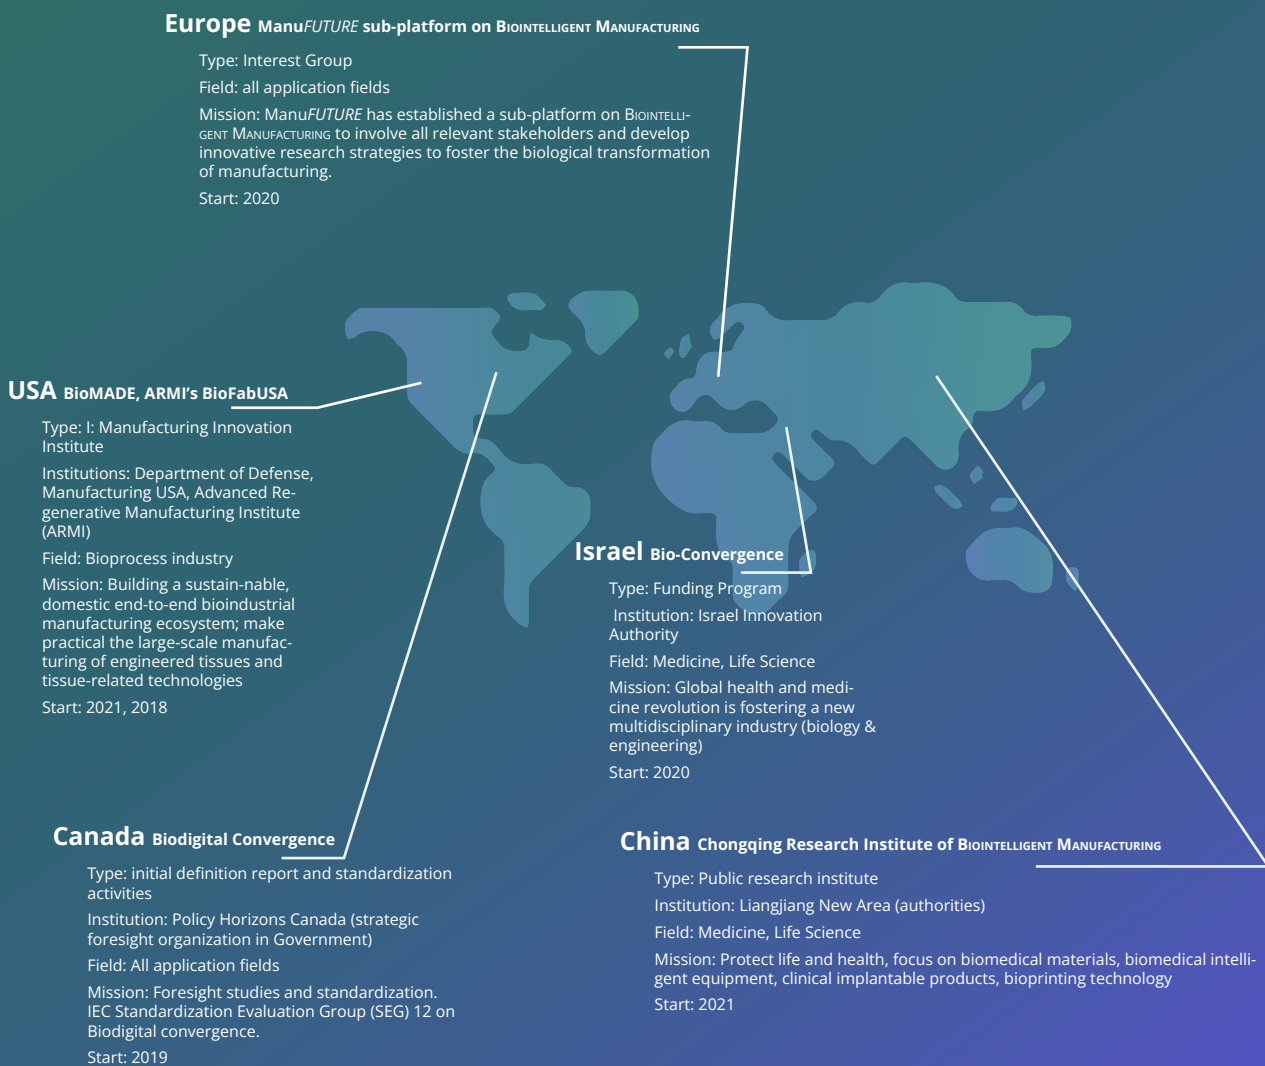 Europe ManuFUTURE sub-platform on Biointelligent Manufacturing
Type: Interest Group
Field: all application fields
Mission: ManuFUTURE has established a sub-platform on Biointelli-
gent Manufacturing to involve all relevant stakeholders and develop
innovative research strategies to foster the biological transformation
of manufacturing.
Start: 2020
USA BioMADE, ARMI’s BioFabUSA
Type: I: Manufacturing Innovation
Institute
Institutions: Department of Defense,
Manufacturing USA, Advanced Re-
generative Manufacturing Institute
(ARMI)
Field: Bioprocess industry
Mission: Building a sustain-nable,
domestic end-to-end bioindustrial
manufacturing ecosystem; make
practical the large-scale manufac-
turing of engineered tissues and
tissue-related technologies
Start: 2021, 2018
Israel Bio-Convergence
Type: Funding Program
Institution: Israel Innovation
Authority
Field: Medicine, Life Science
Mission: Global health and medi-
cine revolution is fostering a new
multidisciplinary industry (biology &
engineering)
Start: 2020
Canada Biodigital Convergence
Type: initial definition report and standardization
activities
Institution: Policy Horizons Canada (strategic
foresight organization in Government)
Field: All application fields
Mission: Foresight studies and standardization.
IEC Standardization Evaluation Group (SEG) 12 on
Biodigital convergence.
Start: 2019
China Chongqing Research Institute of Biointelligent Manufacturing
Type: Public research institute
Institution: Liangjiang New Area (authorities)
Field: Medicine, Life Science
Mission: Protect life and health, focus on biomedical materials, biomedical intelli-
gent equipment, clinical implantable products, bioprinting technology
Start: 2021